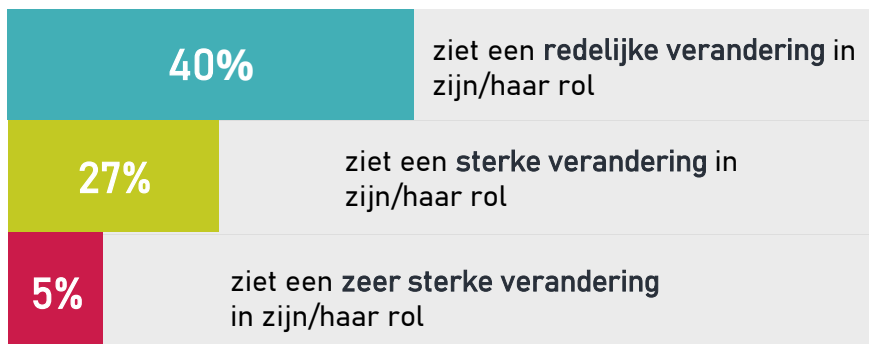 40%
ziet een redelijke verandering in
zijn/haar rol
27%
ziet een sterke verandering in
zijn/haar rol
5%
ziet een zeer sterke verandering
in zijn/haar rol